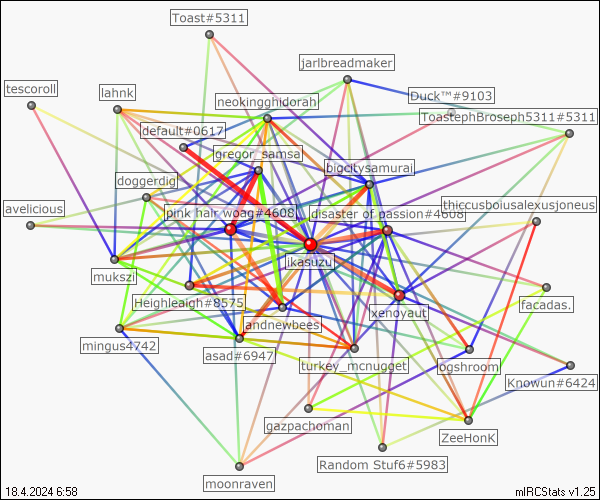 Toast#5311
jarlbreadmaker
tescoroll
lahnk
Duck™#9103
neokingghidorah
ToastephBroseph5311#5311
default#0617
gregor_samsa
bigcitysamurai
doggerdig
thiccusboiusalexusjoneus
avelicious
pink half woag#4608
disaster of passion#4608
jikasuzu
mukszi
Heighleaigh#8575
xenoyaut
facadas.
andnewbees
mingus4742
asad#6947
turkey_mcnugget
ogshroom
Knowun#6424
gazpachoman
ZeeHonK
Random Stuf6#5983
moonraven
18.4.2024 6:58
mIRCStats v1.25